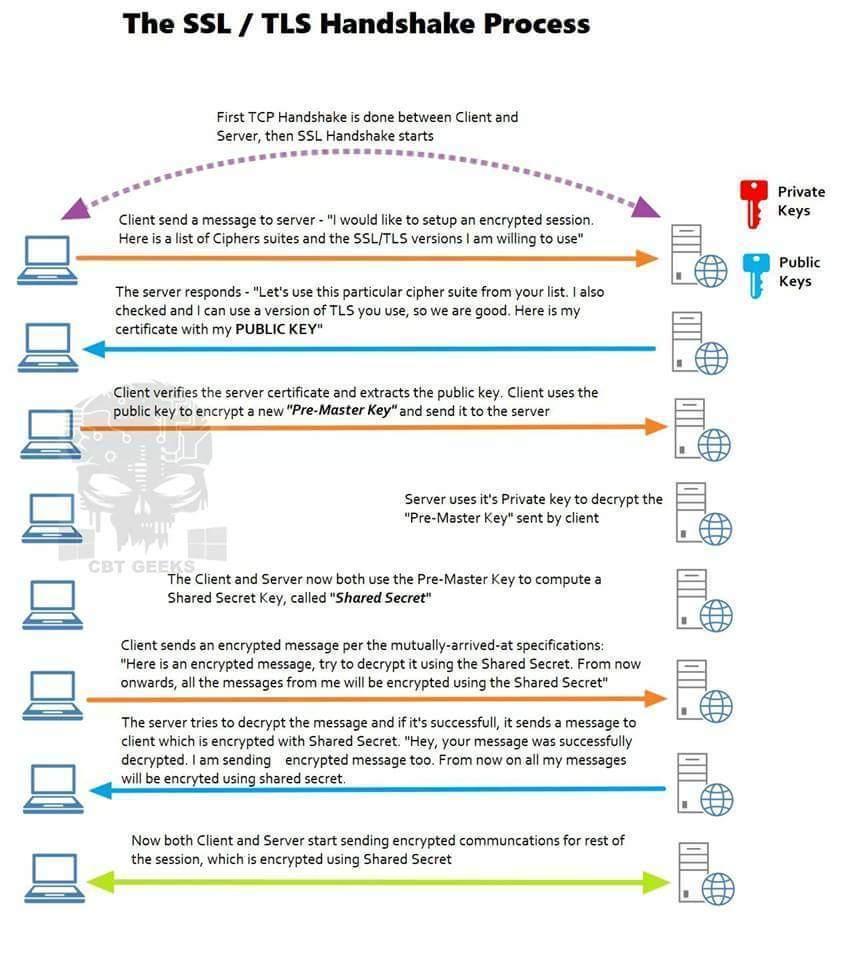 The SSL / TLS Handshake Process
First TCP Handshake is done between Client and
Server, then SSL Handshake starts
Private
Keys
Client send a message to server - "I would like to setup an encrypted session.
Here is a list of Ciphers suites and the SSL/TLS versions I am willing to use"
Public
Keys
The server responds - "Let's use this particular cipher suite from your list. I also
checked and I can use a version of TLS you use, so we are good. Here is my
certificate with my PUBLIC KEY"
Client verifies the server certificate and extracts the public key. Client uses the
public key to encrypt a new "Pre-Master Key" and send it to the server
Server uses it's Private key to decrypt the
"Pre-Master Key" sent by client
CBT GEEKS
The Client and Server now both use the Pre-Master Key to compute a
Shared Secret Key, called "Shared Secret"
Client sends an encrypted message per the mutually-arrived-at specifications:
"Here is an encrypted message, try to decrypt it using the Shared Secret. From now
onwards, all the messages from me will be encrypted using the Shared Secret"
The server tries to decrypt the message and if it's successfull, it sends a message to
client which is encrypted with Shared Secret. "Hey, your message was successfully
decrypted. I am sending encrypted message too. From now on all my messages
will be encryted using shared secret.
Now both Client and Server start sending encrypted communcations for rest of
the session, which is encrypted using Shared Secret